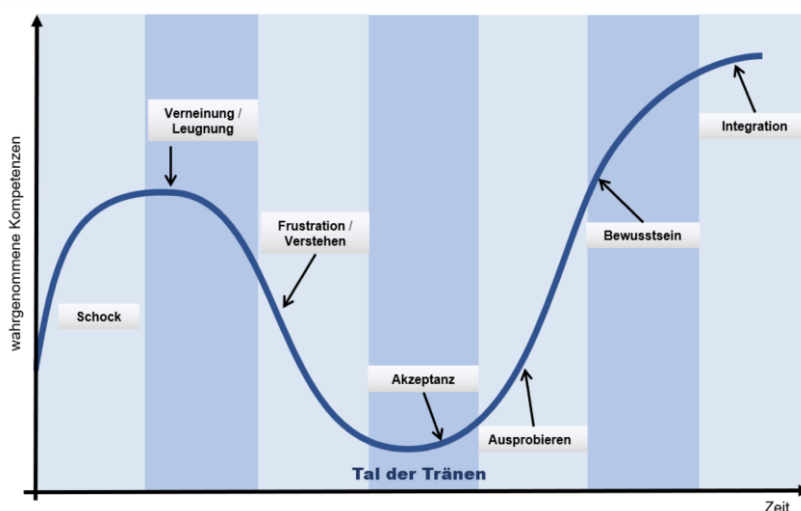 wahrgenommene Kompetenzen
Verneinung /
Leugnung
Integration
Frustration /
Verstehen
Bewusstsein
Schock
Akzeptanz
Ausprobieren
Tal der Tränen
Zeit